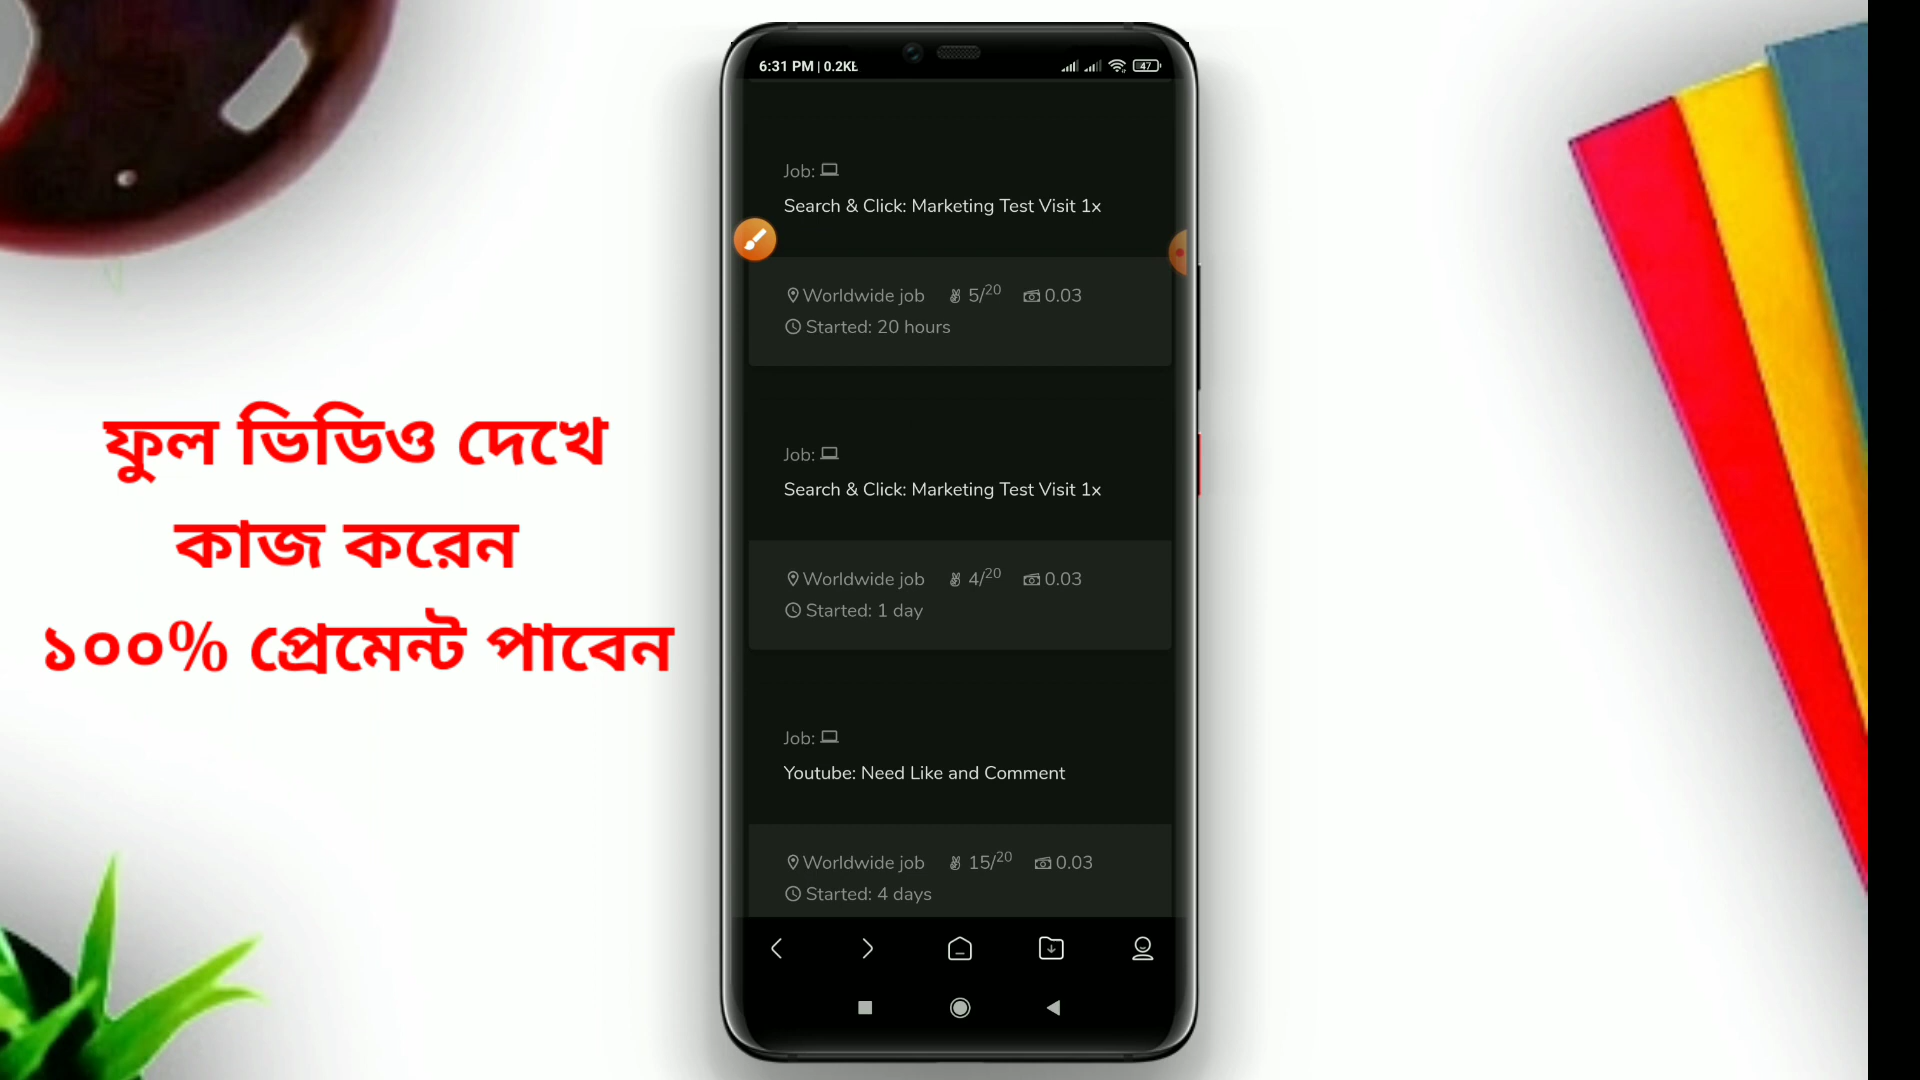 ফুল ভিডিও দেখে
কাজ করেন
১০০% প্রেমেন্ট পাবেন
6:31 PM | 0.2KB
47
Job:
Search & Click: Marketing Test Visit 1x
Worldwide job 5/20 0.03
Started: 20 hours
Job:
Search & Click: Marketing Test Visit 1x
Worldwide job 4/20 0.03
Started: 1 day
Job:
Youtube: Need Like and Comment
Worldwide job 15/20 0.03
Started: 4 days